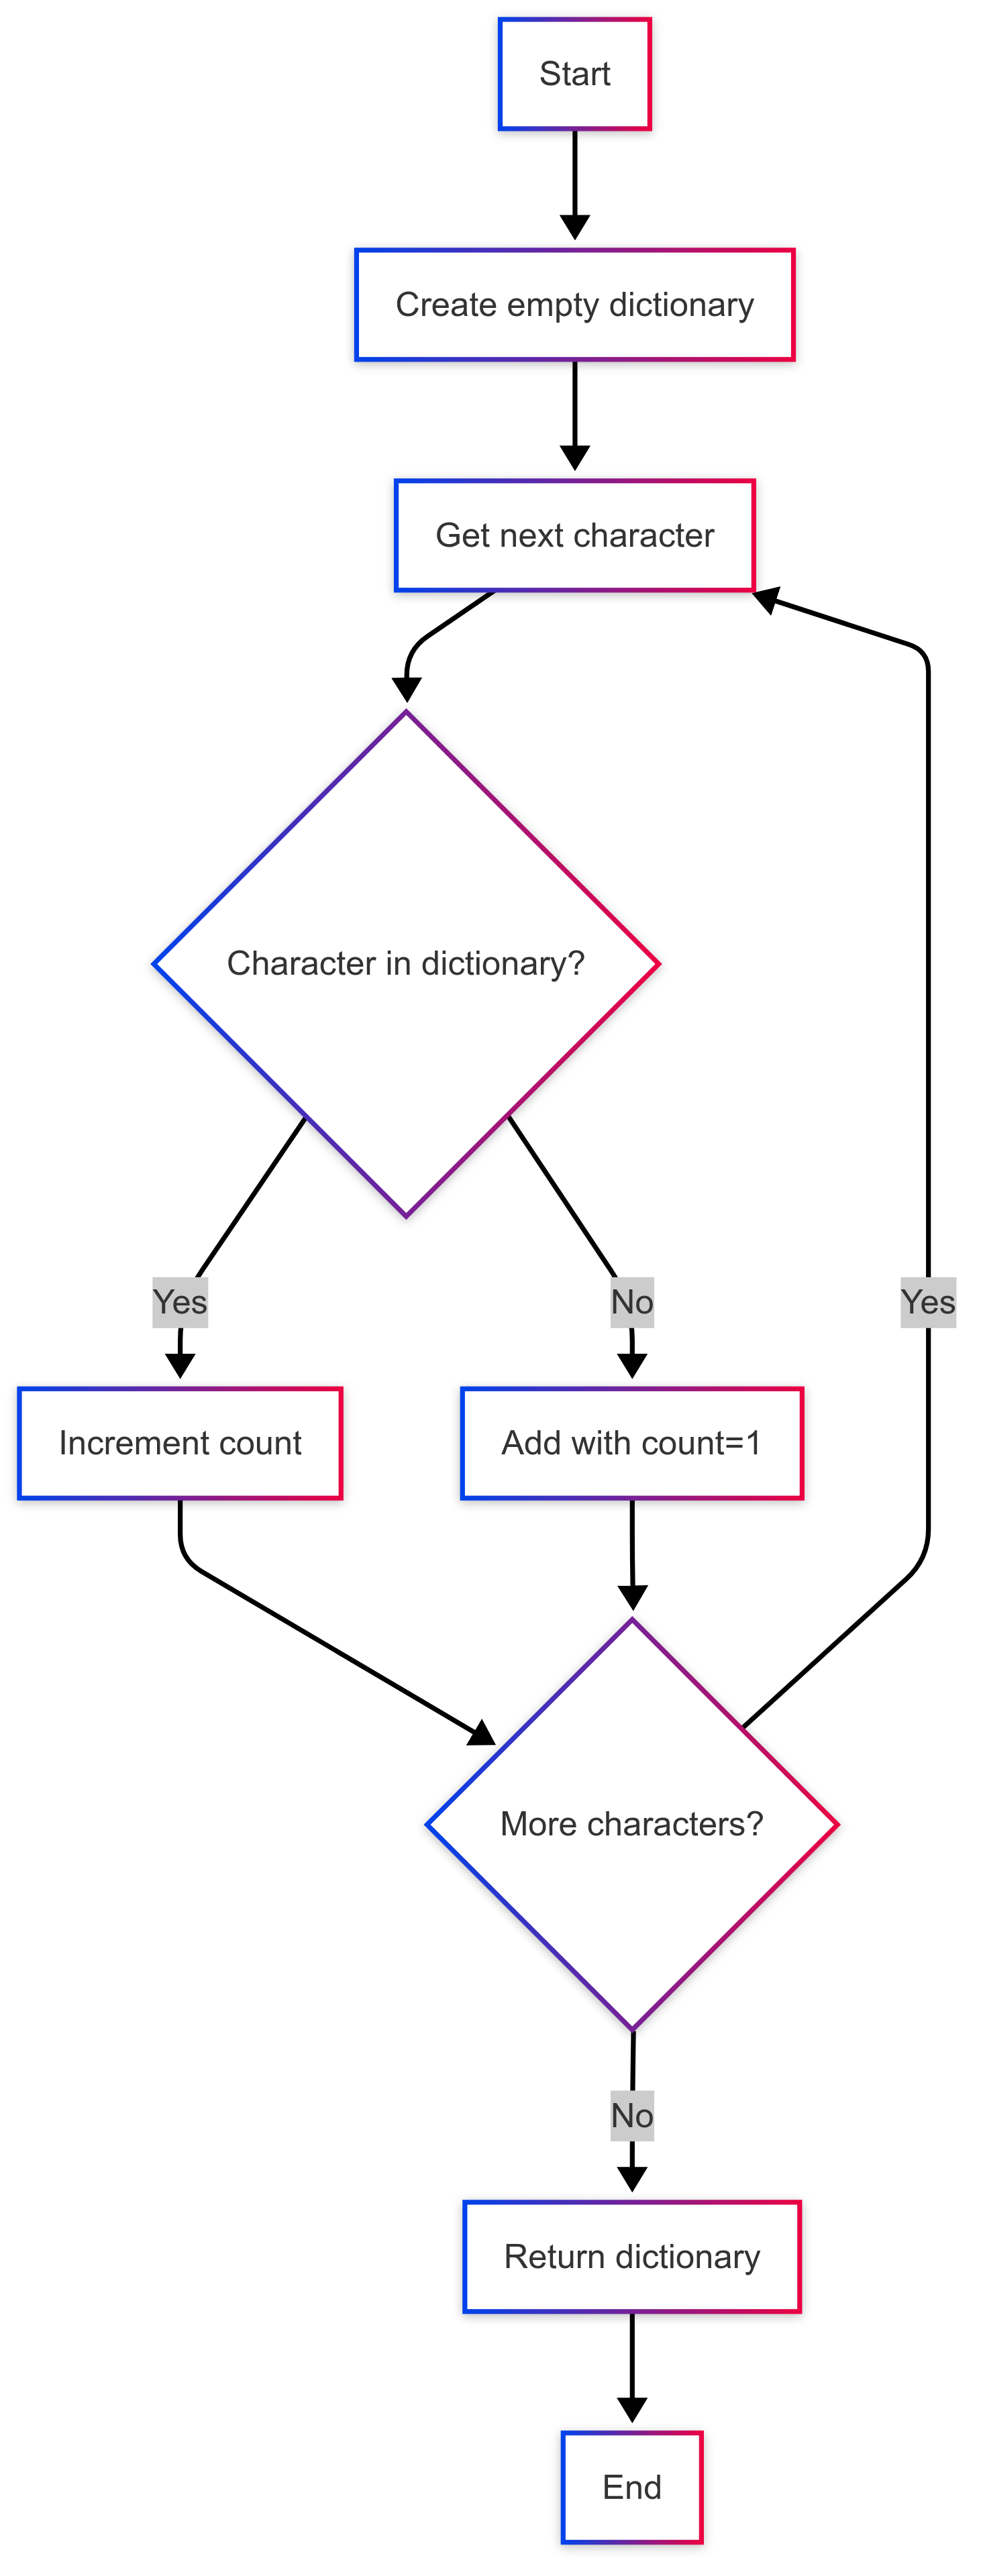 Start
Create empty dictionary
Get next character
Character in dictionary?
Yes
No
Yes
Increment count
Add with count=1
More characters?
No
Return dictionary
End